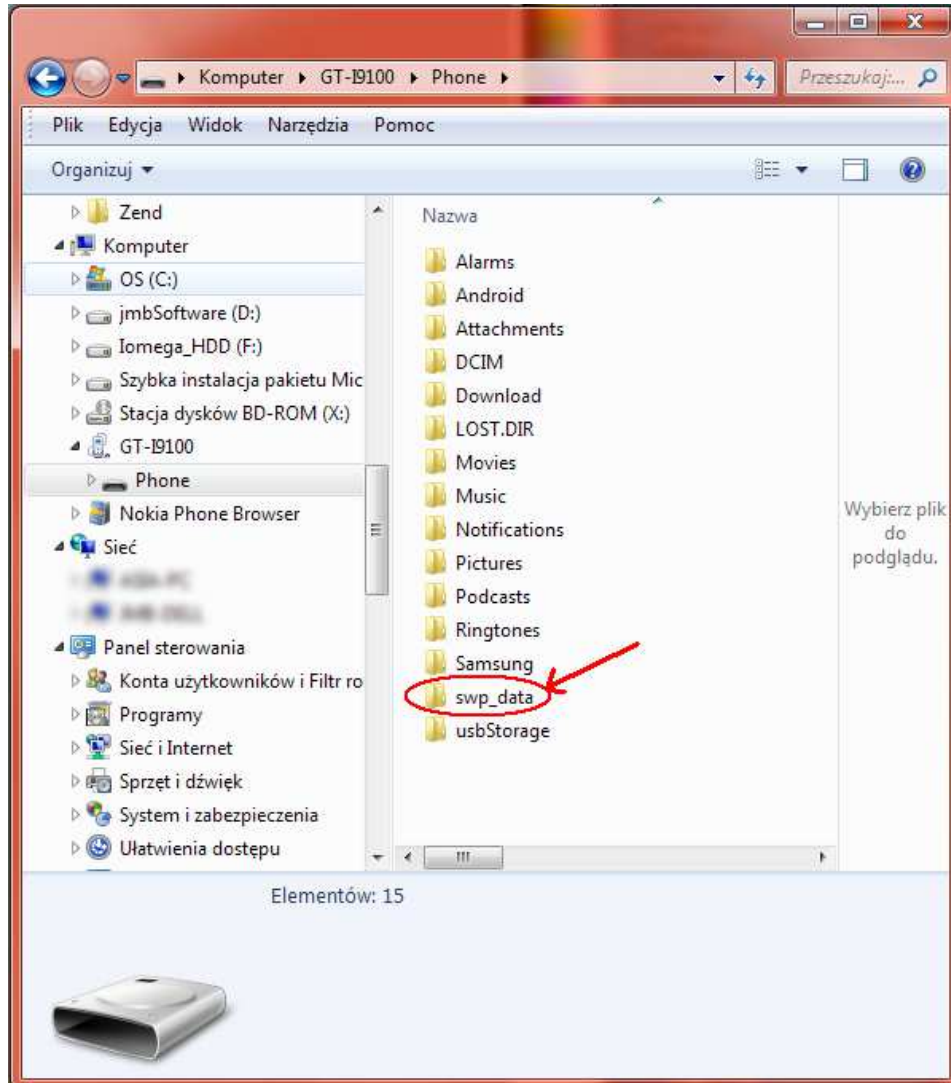 Komputer ▸ GT-I9100 ▸ Phone ▸
Przeszukaj:...
Plik Edycja Widok Narzędzia Pomoc
Organizuj
Zend
Komputer
OS (C:)
jmbSoftware (D:)
Iomega_HDD (F:)
Szybka instalacja pakietu Mic
Stacja dysków BD-ROM (X:)
GT-I9100
Phone
Nokia Phone Browser
Sieć
Panel sterowania
Konta użytkowników i Filtr ro
Programy
Sieć i Internet
Sprzęt i dźwięk
System i zabezpieczenia
Ułatwienia dostępu
Nazwa
Alarms
Android
Attachments
DCIM
Download
LOST.DIR
Movies
Music
Notifications
Pictures
Podcasts
Ringtones
Samsung
swp_data
usbStorage
Wybierz plik
do
podglądu.
Elementów: 15